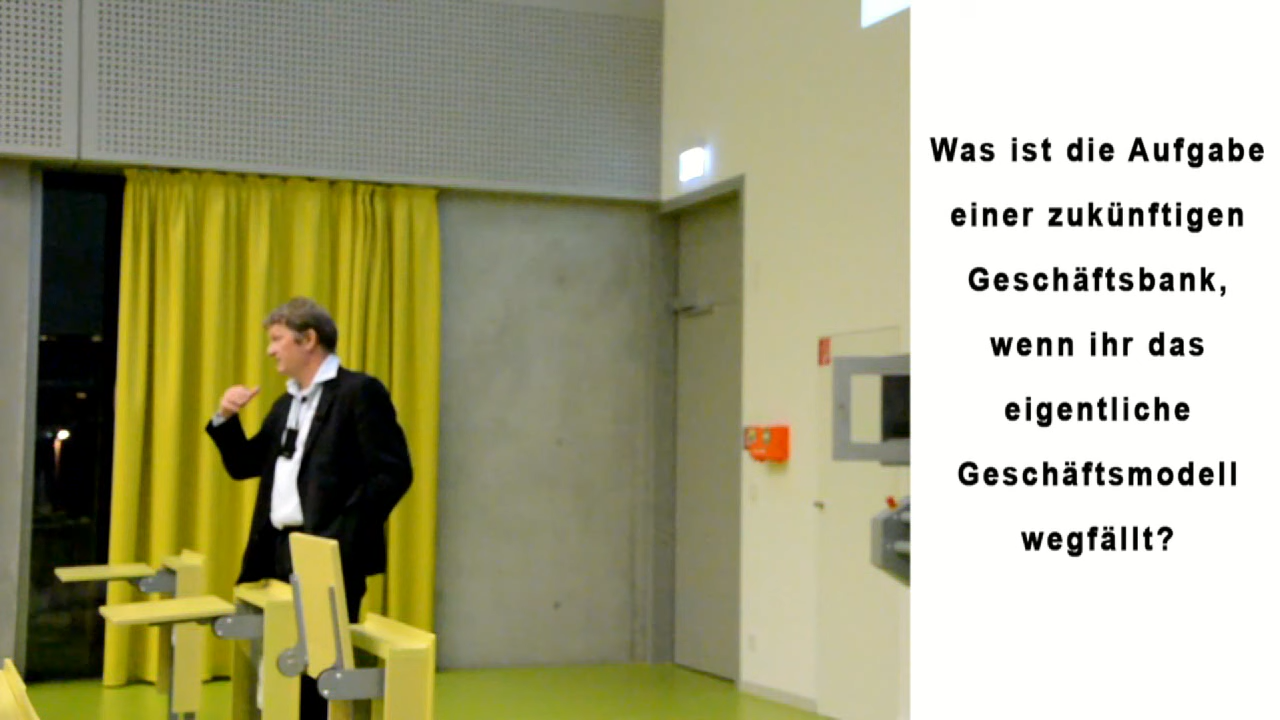 Was ist die Aufgabe
einer zukünftigen
Geschäftsbank,
wenn ihr das
eigentliche
Geschäftsmodell
wegfällt?